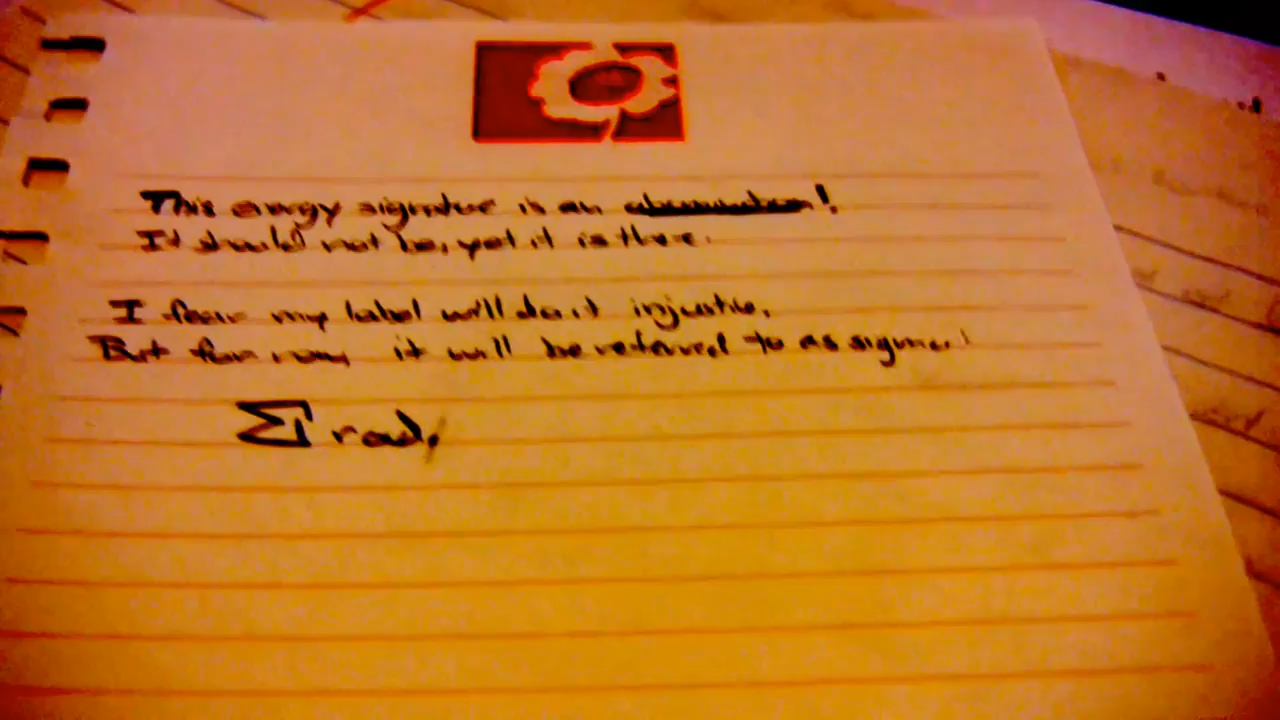 This energy signature is an abomination!
It should not be, yet it is there.
I fear my label will do it injustice,
But for now, it will be referred to as sigma
Σ rad,